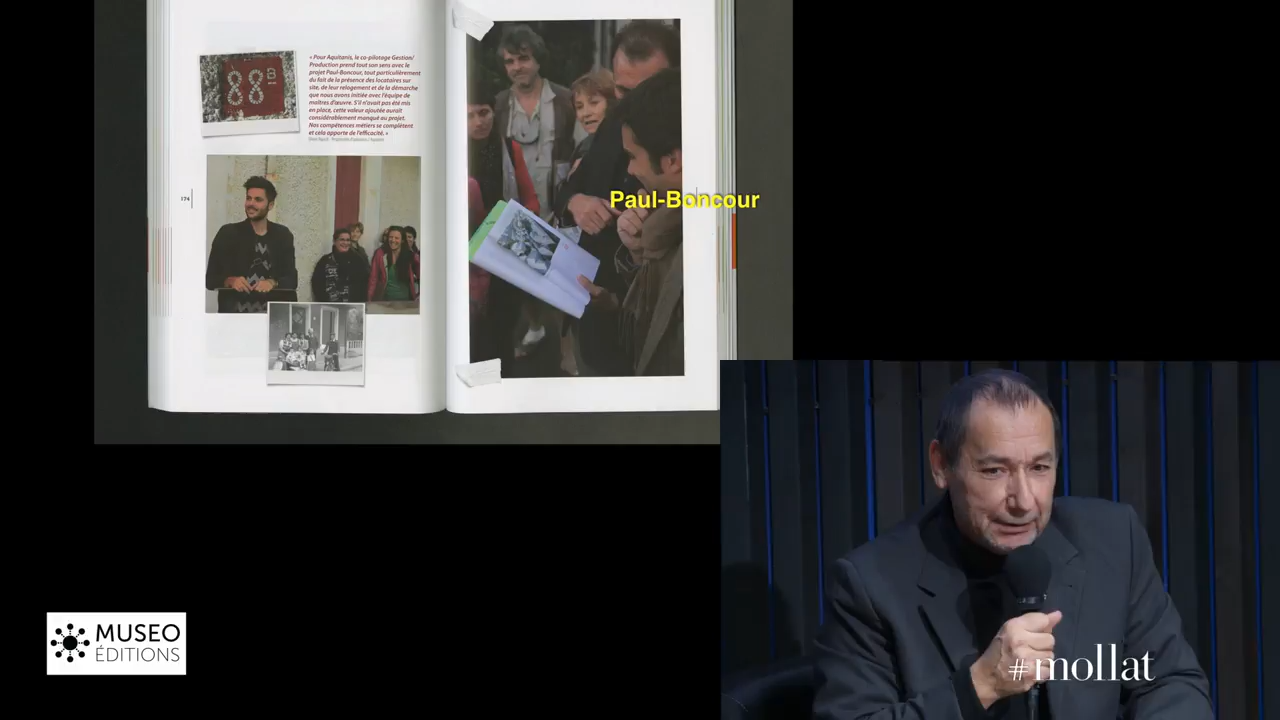 88 B
« Pour Aquitanis, le co-pilotage Gestion/
Production prend tout son sens avec le
projet Paul-Boncour, tout particulièrement
du fait de la présence des locataires sur
site, de leur relogement et de la démarche
que nous avons initiée avec l'équipe de
maîtres d'œuvre. S'il n'avait pas été mis
en place, cette valeur ajoutée aurait
considérablement manqué au projet.
Nos compétences métiers se complètent
et cela apporte de l'efficacité. »
174
Paul-Boncour
MUSEO
ÉDITIONS
#mollat